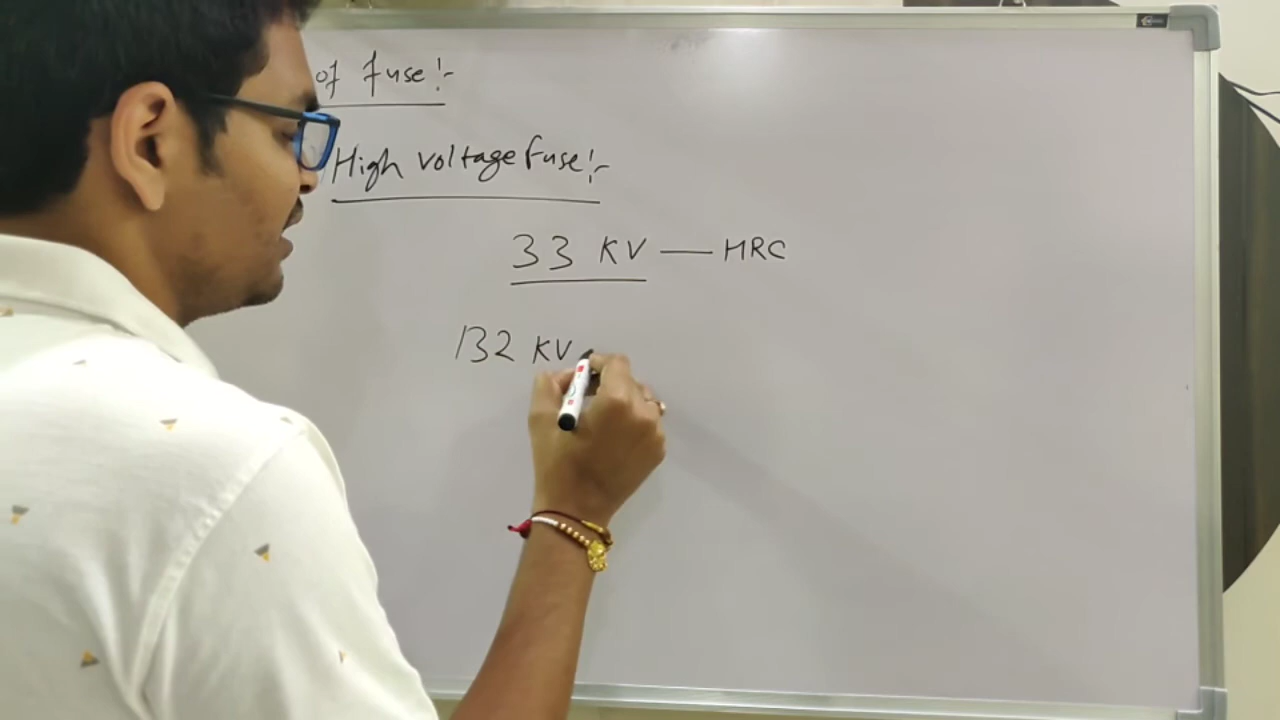 of fuse:-
High voltage fuse:-
33 KV — HRC
132 KV